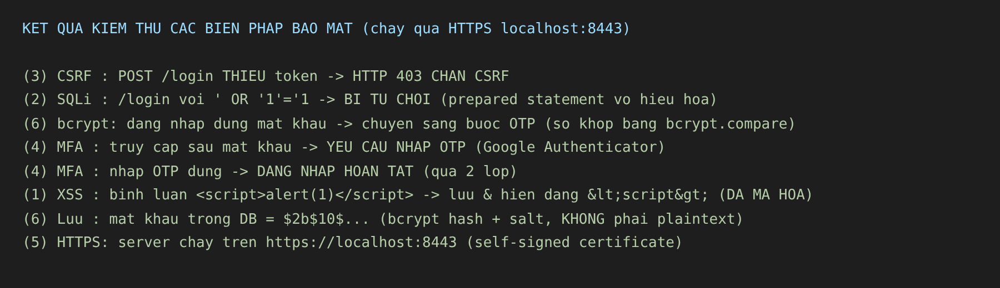 KET QUA KIEM THU CAC BIEN PHAP BAO MAT (chay qua HTTPS localhost:8443)
(3) CSRF : POST /login THIEU token -> HTTP 403 CHAN CSRF
(2) SQLi : /login voi ' OR '1'='1 -> BI TU CHOI (prepared statement vo hieu hoa)
(6) bcrypt: dang nhap dung mat khau -> chuyen sang buoc OTP (so khop bang bcrypt.compare)
(4) MFA : truy cap sau mat khau -> YEU CAU NHAP OTP (Google Authenticator)
(4) MFA : nhap OTP dung -> DANG NHAP HOAN TAT (qua 2 lop)
(1) XSS : binh luan <script>alert(1)</script> -> luu & hien dang &lt;script&gt; (DA MA HOA)
(6) Luu : mat khau trong DB = $2b$10$... (bcrypt hash + salt, KHONG phai plaintext)
(5) HTTPS: server chay tren https://localhost:8443 (self-signed certificate)